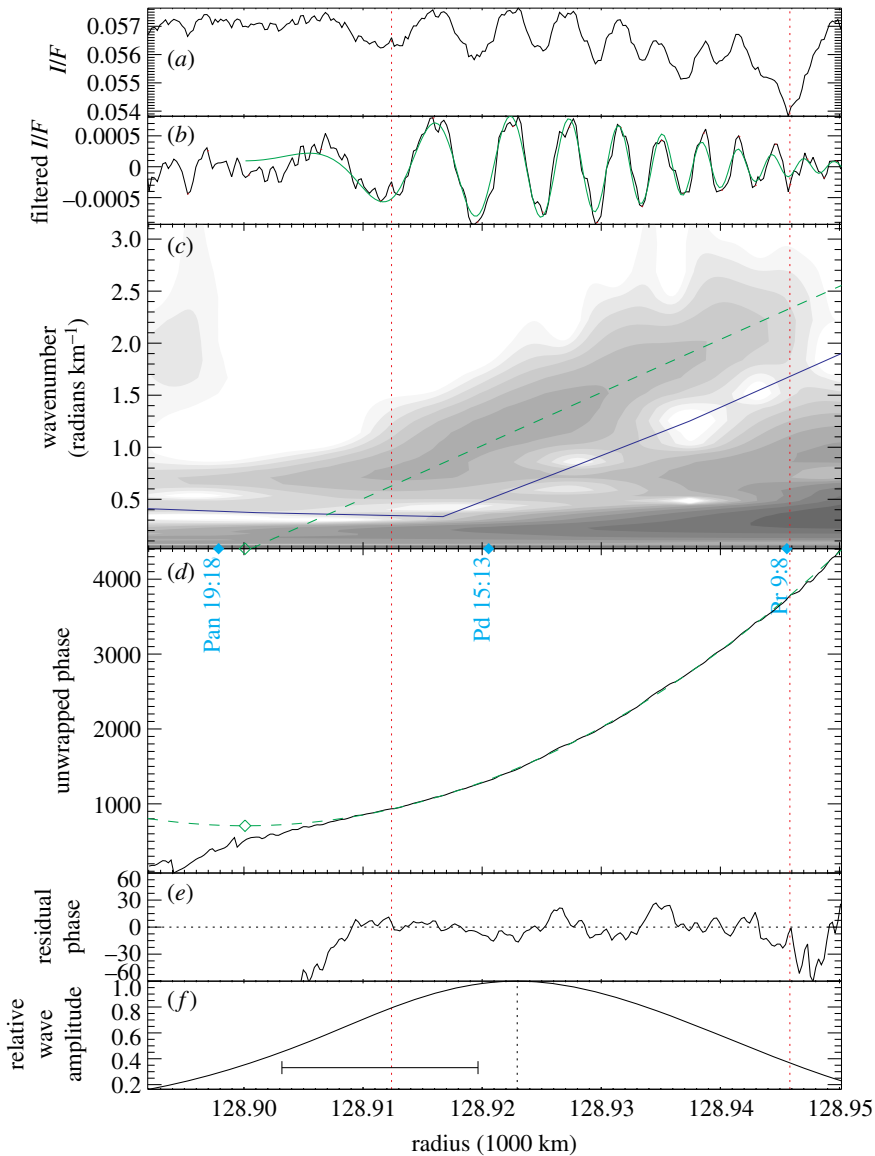 0.057
0.055
0.054
I/F
(a)
0.0005
0
−0.0005
filtered I/F
(b)
3.0
2.5
2.0
1.5
1.0
0.5
wavenumber
(radians km−1)
(c)
4000
3000
2000
1000
unwrapped phase
(d)
Pan 19:18
Pd 15:13
Pr 9:8
60
30
0
−30
−60
residual
phase
(e)
1.0
0.8
0.6
0.4
0.2
relative
wave
amplitude
(f)
128.90
128.91
128.92
128.93
128.94
128.95
radius (1000 km)